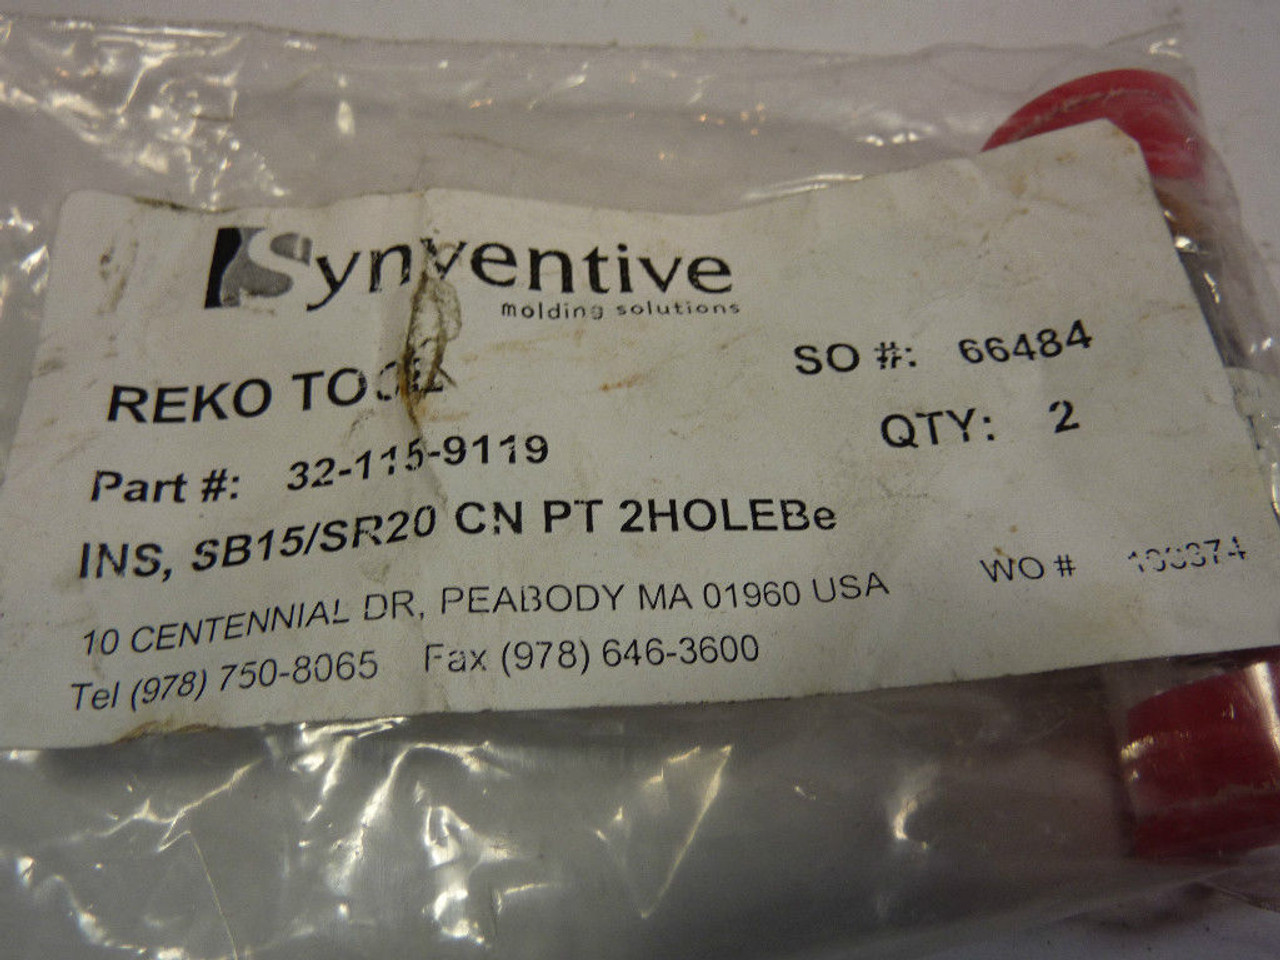 Synventive
molding solutions
REKO TOOL
SO #: 66484
Part #: 32-115-9119
QTY: 2
INS, SB15/SR20 CN PT 2HOLEBe
WO #
10 CENTENNIAL DR, PEABODY MA 01960 USA
Tel (978) 750-8065 Fax (978) 646-3600